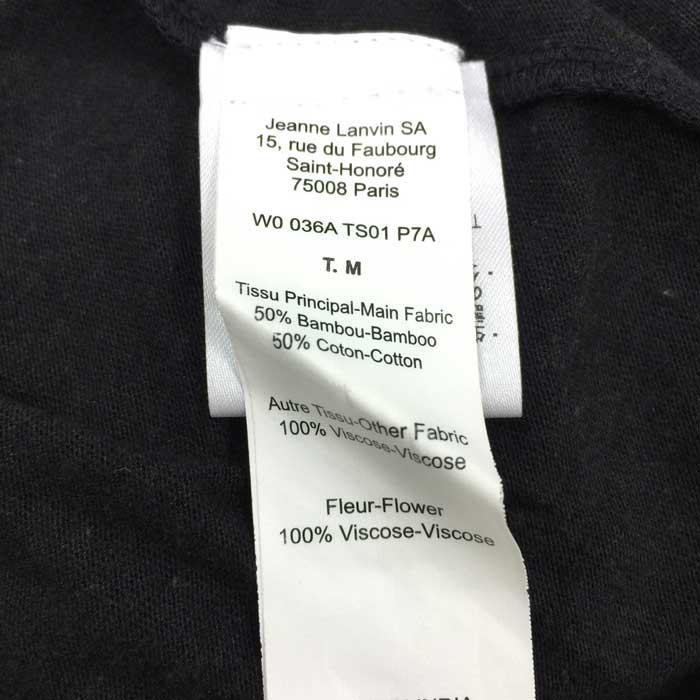 Jeanne Lanvin SA
15, rue du Faubourg
Saint-Honoré
75008 Paris
W0 036A TS01 P7A
T. M
Tissu Principal-Main Fabric
50% Bambou-Bamboo
50% Coton-Cotton
Autre Tissu-Other Fabric
100% Viscose-Viscose
Fleur-Flower
100% Viscose-Viscose